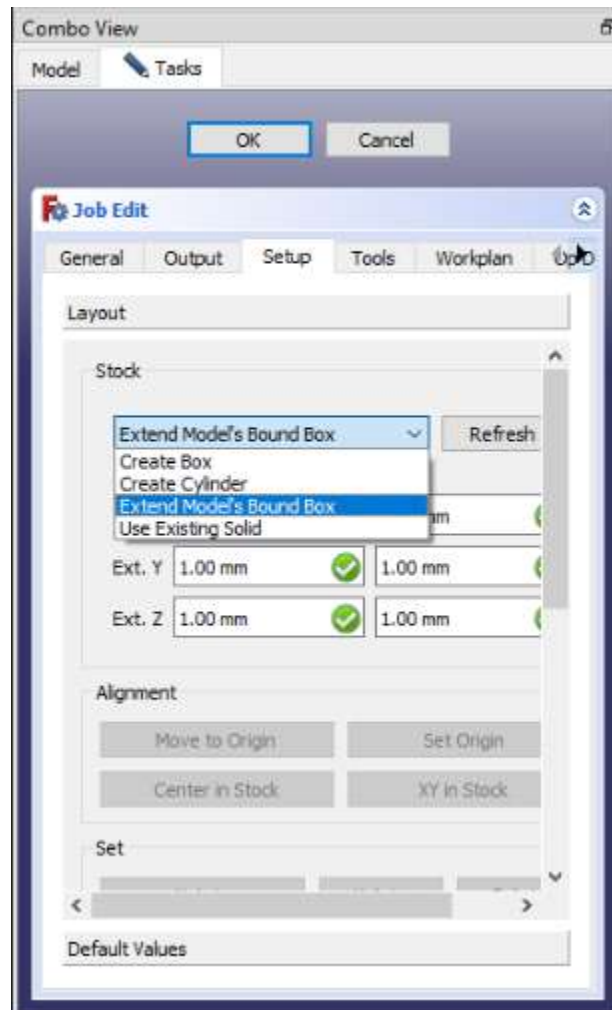 Combo View
Model Tasks
OK Cancel
Job Edit
General Output Setup Tools Workplan
Layout
Stock
Extend Model's Bound Box Refresh
Create Box
Create Cylinder
Extend Model's Bound Box
Use Existing Solid
mm
Ext. Y 1.00 mm 1.00 mm
Ext. Z 1.00 mm 1.00 mm
Alignment
Move to Origin Set Origin
Center in Stock XY in Stock
Set
Default Values